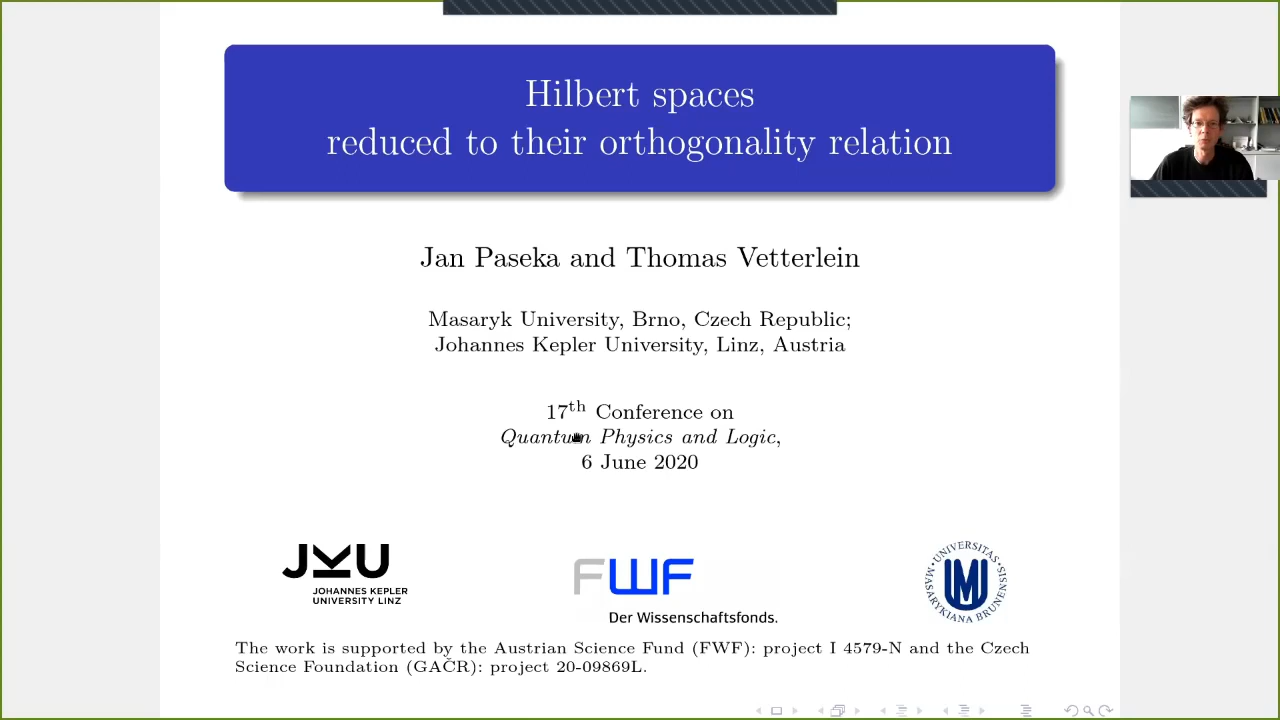 Hilbert spaces
reduced to their orthogonality relation
Jan Paseka and Thomas Vetterlein
Masaryk University, Brno, Czech Republic;
Johannes Kepler University, Linz, Austria
17th Conference on
Quantum Physics and Logic,
6 June 2020
JKU
JOHANNES KEPLER
UNIVERSITY LINZ
FWF
Der Wissenschaftsfonds.
UNIVERSITAS · MASARYKIANA BRUNENSIS ·
MU
The work is supported by the Austrian Science Fund (FWF): project I 4579-N and the Czech
Science Foundation (GAČR): project 20-09869L.